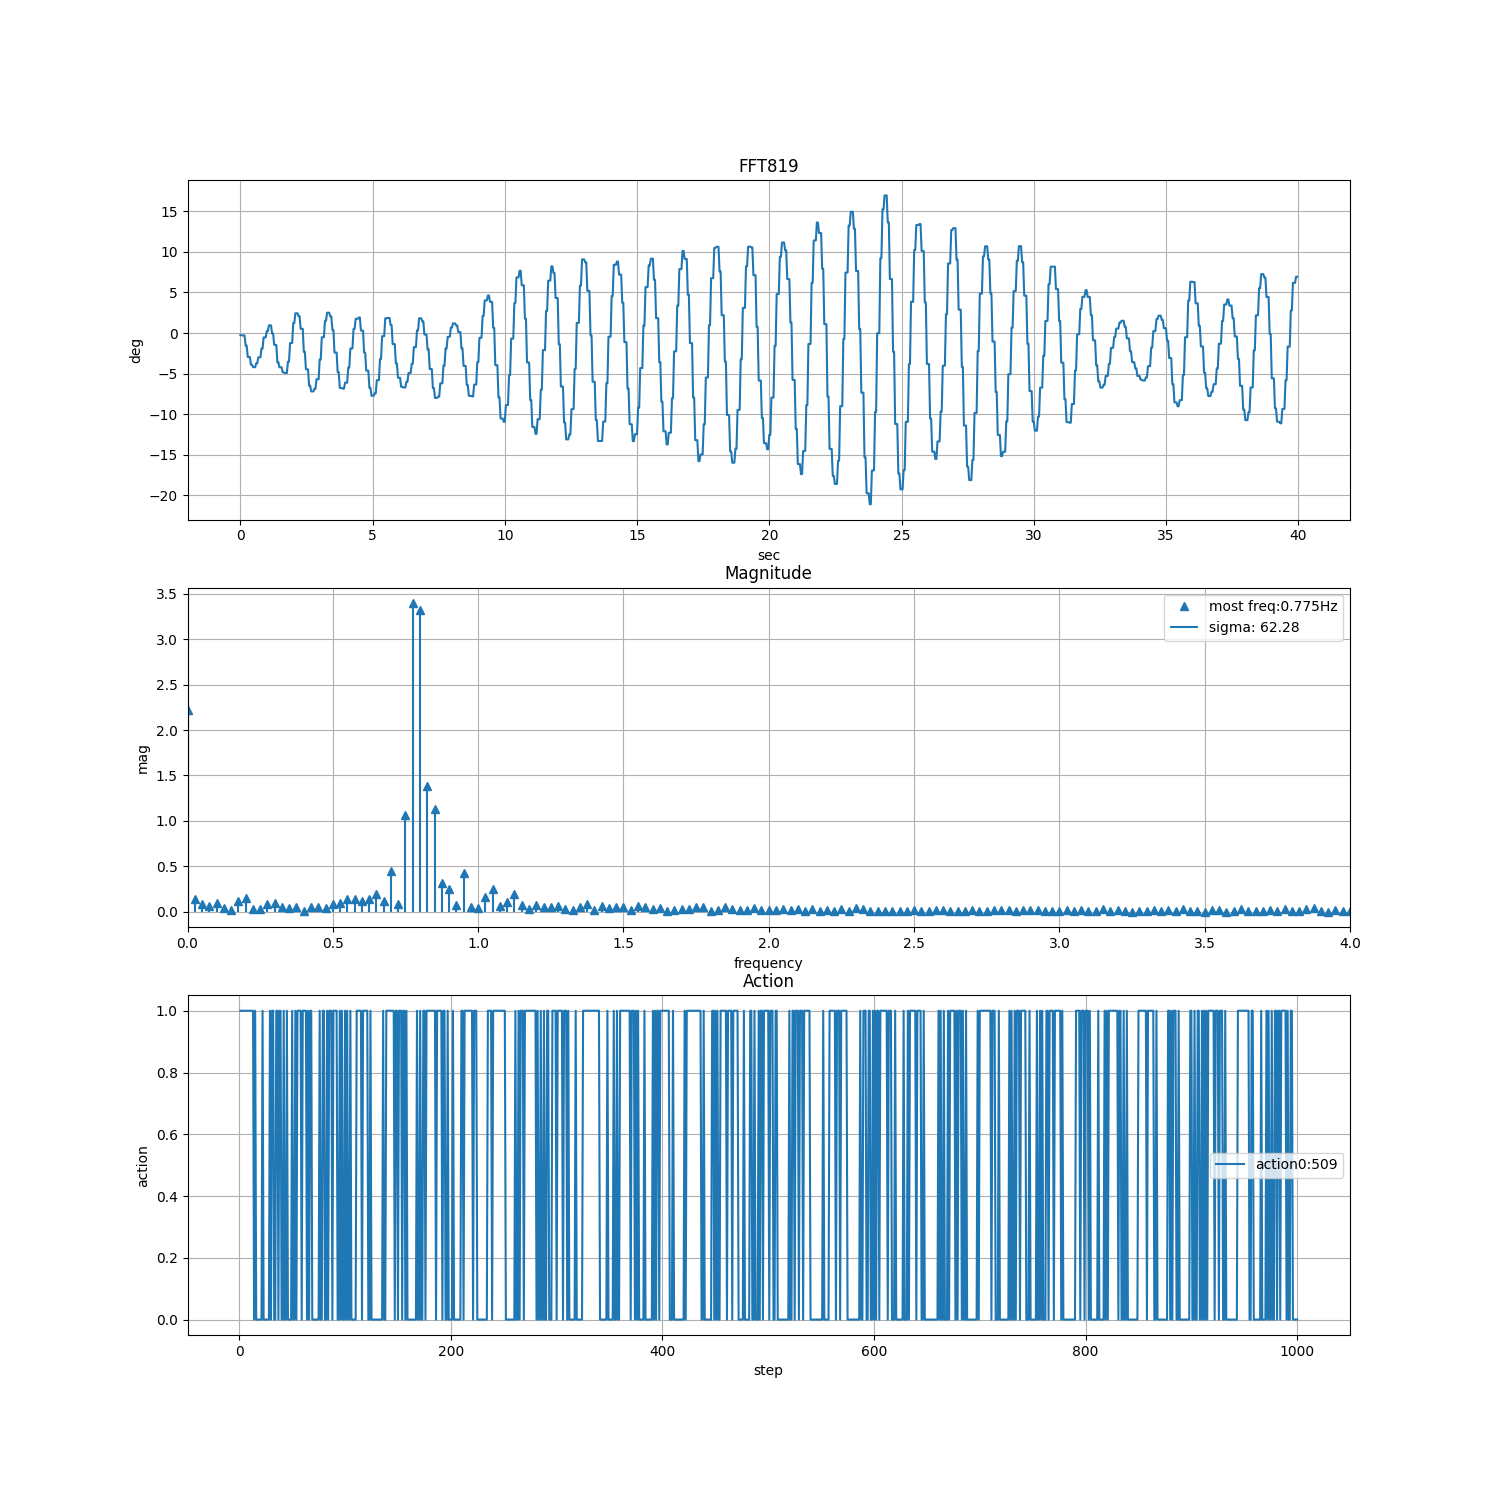 FFT819
15
10
5
0
−5
−10
−15
−20
deg
0 5 10 15 20 25 30 35 40
sec
Magnitude
3.5
3.0
2.5
2.0
1.5
1.0
0.5
0.0
mag
most freq:0.775Hz
sigma: 62.28
0.0 0.5 1.0 1.5 2.0 2.5 3.0 3.5 4.0
frequency
Action
1.0
0.8
0.6
0.4
0.2
0.0
action
action0:509
0 200 400 600 800 1000
step